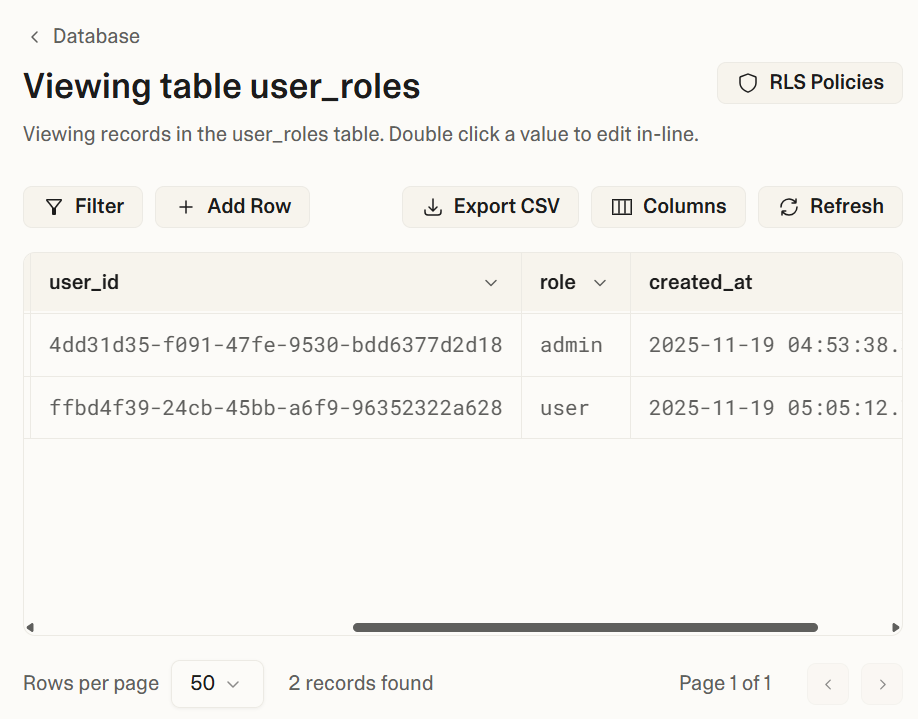 Database
Viewing table user_roles
RLS Policies
Viewing records in the user_roles table. Double click a value to edit in-line.
Filter
Add Row
Export CSV
Columns
Refresh
user_id role created_at
4dd31d35-f091-47fe-9530-bdd6377d2d18 admin 2025-11-19 04:53:38.
ffbd4f39-24cb-45bb-a6f9-96352322a628 user 2025-11-19 05:05:12.
Rows per page 50 2 records found Page 1 of 1